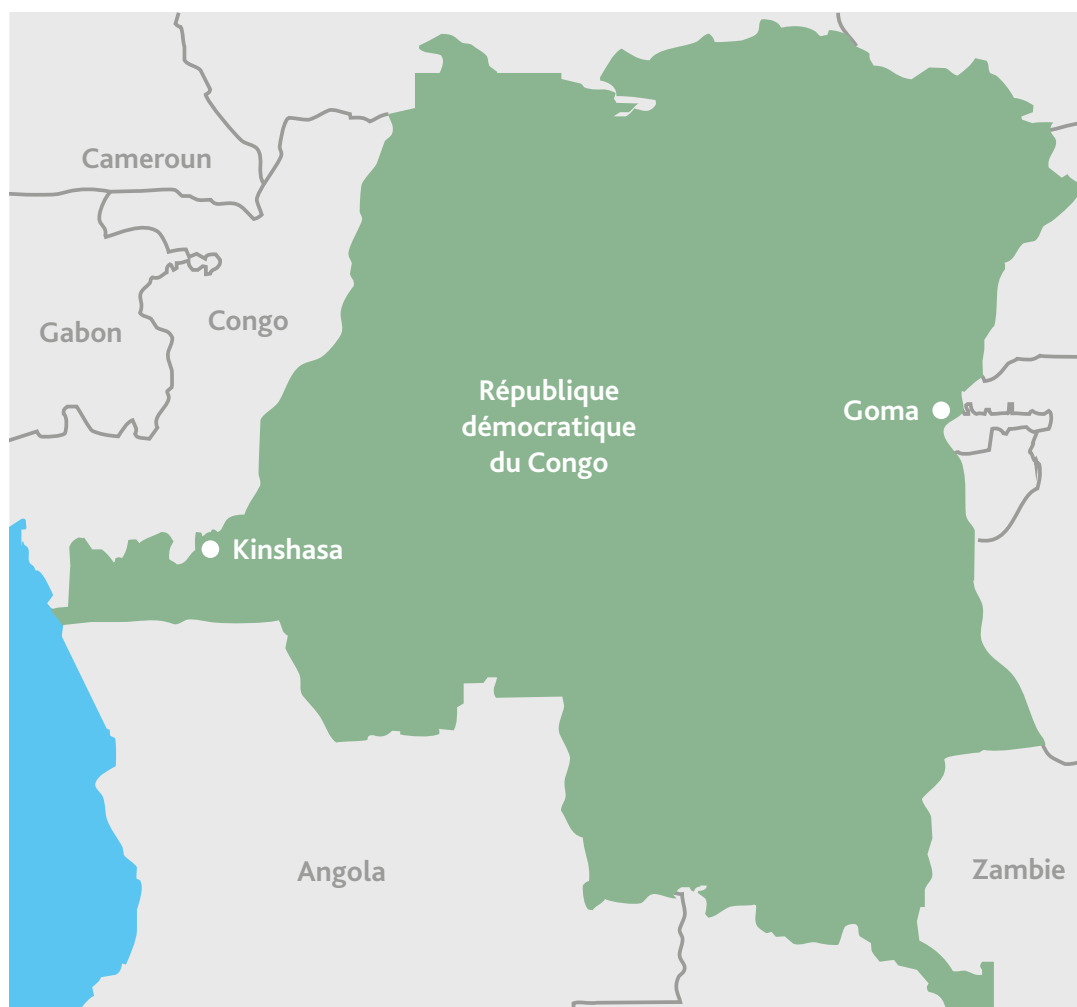 Cameroun
Congo
Gabon
République
démocratique
du Congo
Goma
Kinshasa
Angola
Zambie